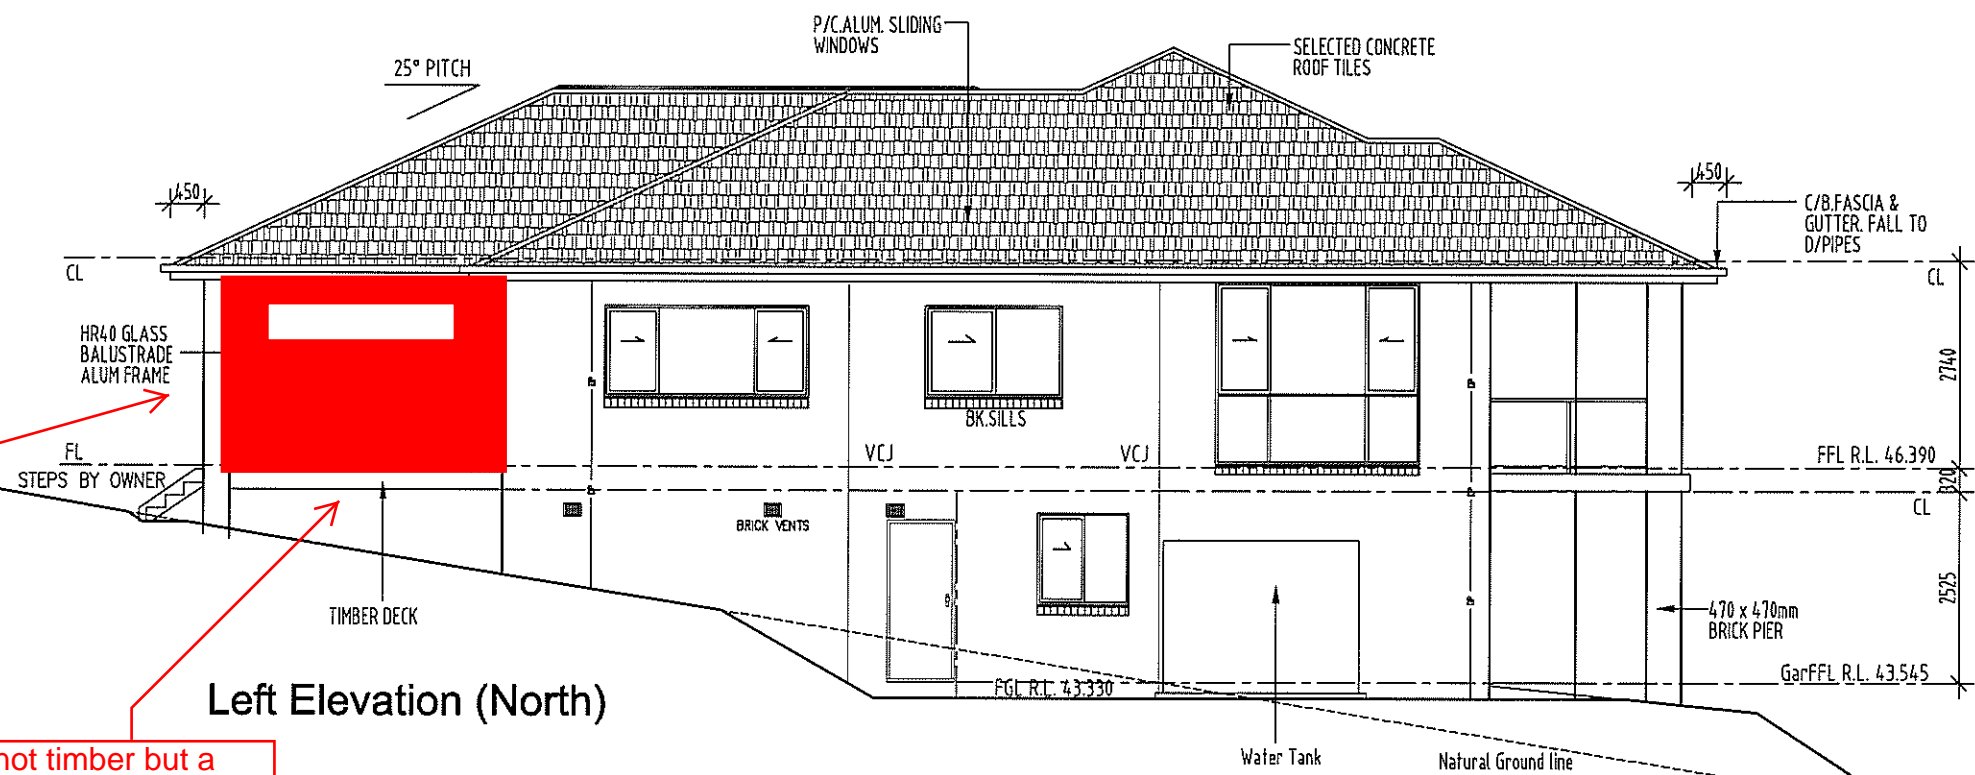 P/C.ALUM. SLIDING
WINDOWS
SELECTED CONCRETE
ROOF TILES
25° PITCH
450
450
C/B.FASCIA &
GUTTER. FALL TO
D/PIPES
CL
CL
HR40 GLASS
BALUSTRADE
ALUM FRAME
2740
BK.SILLS
FL
VCJ
VCJ
FFL R.L. 46.390
STEPS BY OWNER
320
CL
BRICK VENTS
2525
TIMBER DECK
470 x 470mm
BRICK PIER
FGL R.L. 43.330
GarFFL R.L. 43.545
Left Elevation (North)
not timber but a
Water Tank
Natural Ground line